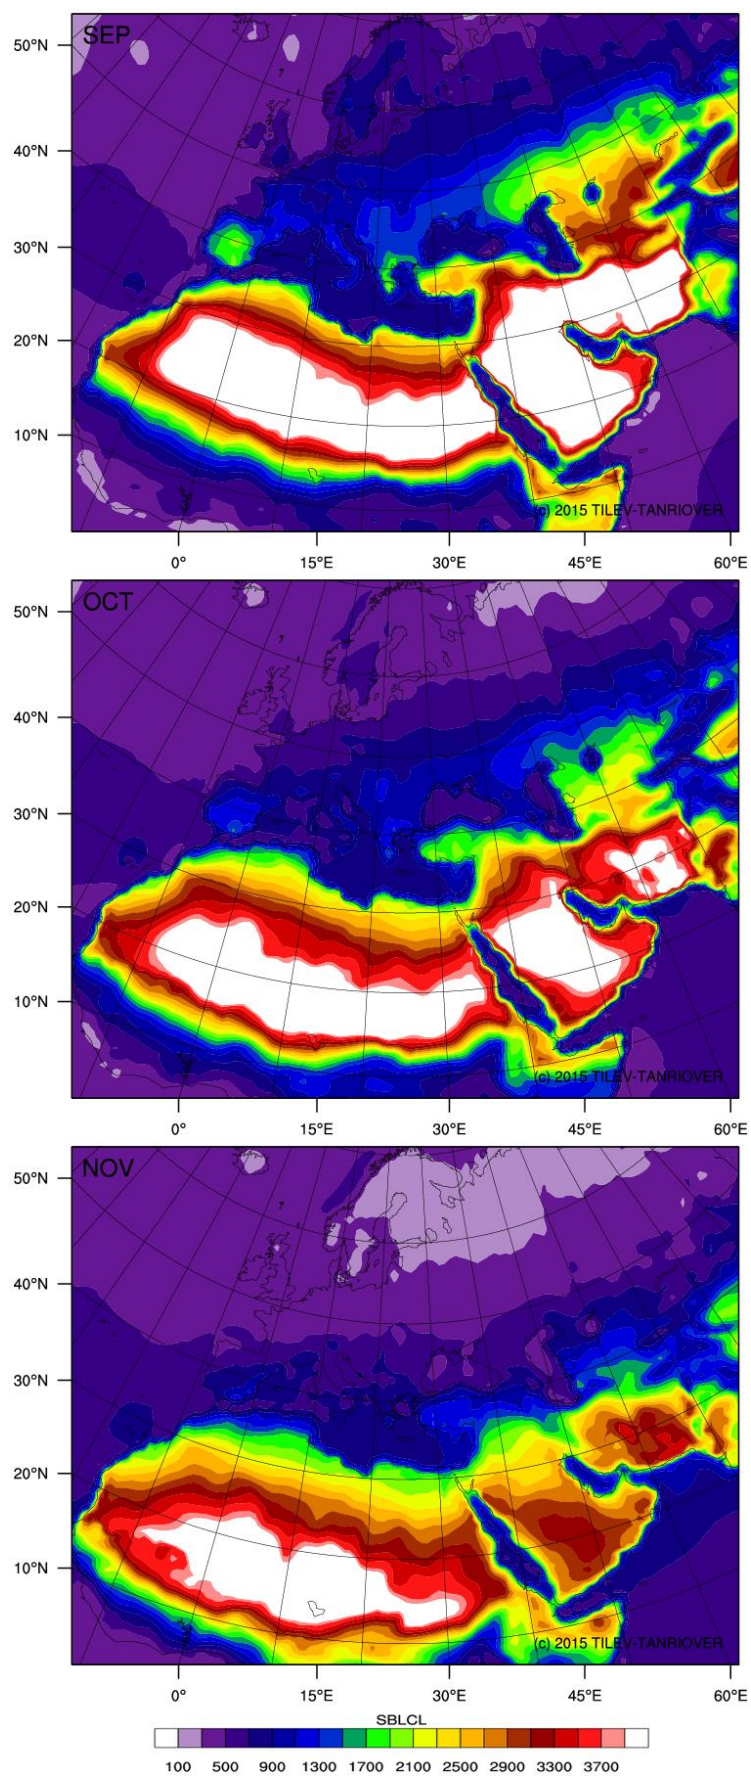 SEP
50°N
40°N
30°N
20°N
10°N
(c) 2015 TILEV-TANRIOVER
0° 15°E 30°E 45°E 60°E
OCT
50°N
40°N
30°N
20°N
10°N
(c) 2015 TILEV-TANRIOVER
0° 15°E 30°E 45°E 60°E
NOV
50°N
40°N
30°N
20°N
10°N
(c) 2015 TILEV-TANRIOVER
0° 15°E 30°E 45°E 60°E
SBLCL
100 500 900 1300 1700 2100 2500 2900 3300 3700